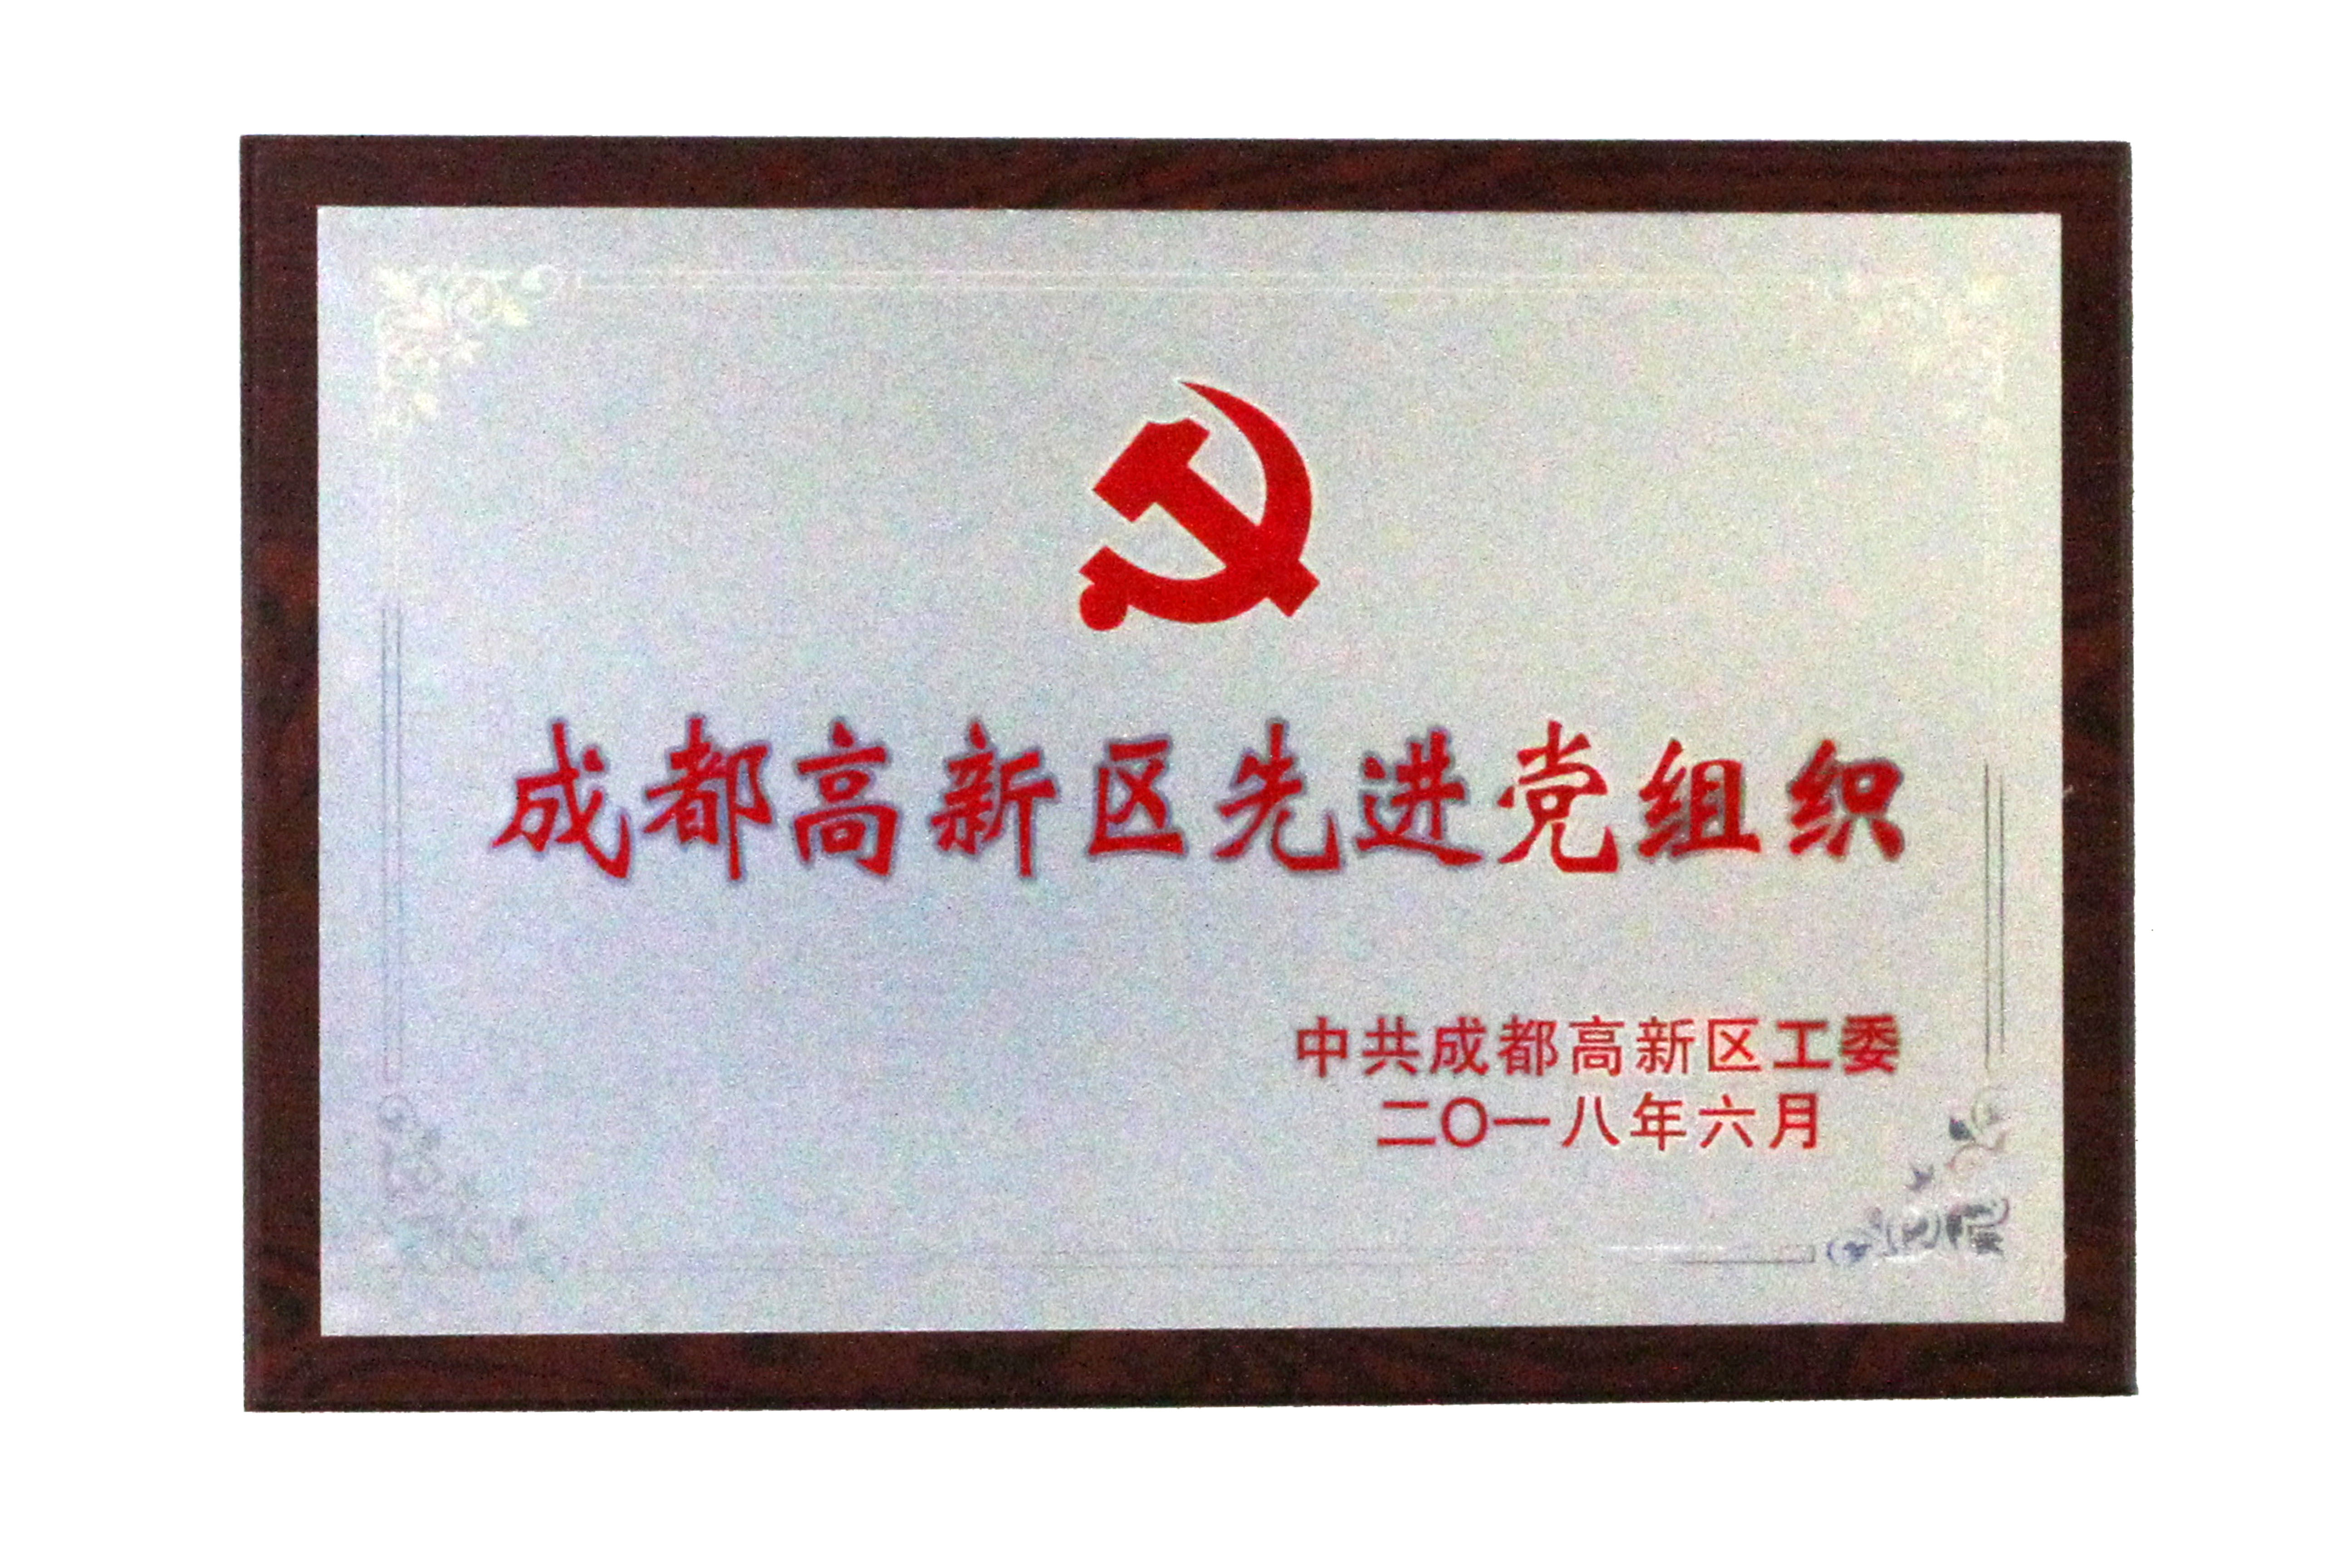 成都高新区先进党组织
中共成都高新区工委
二〇一八年六月